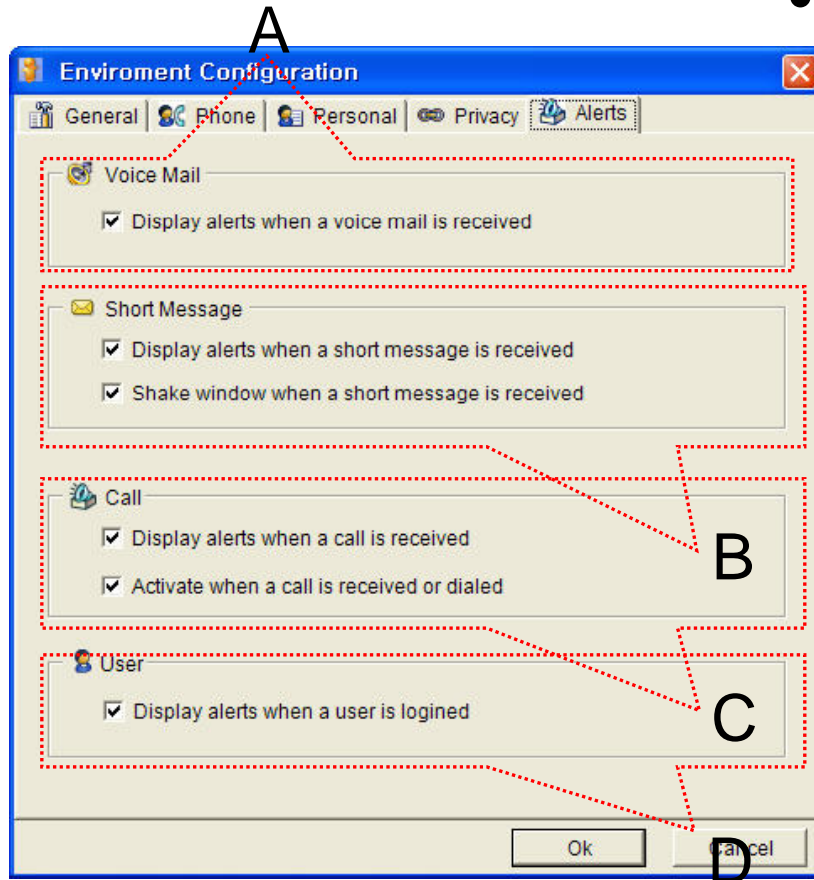 A
Enviroment Configuration
General Phone Personal Privacy Alerts
Voice Mail
Display alerts when a voice mail is received
Short Message
Display alerts when a short message is received
Shake window when a short message is received
Call
Display alerts when a call is received
B
Activate when a call is received or dialed
User
Display alerts when a user is logined
C
Ok Cancel
D